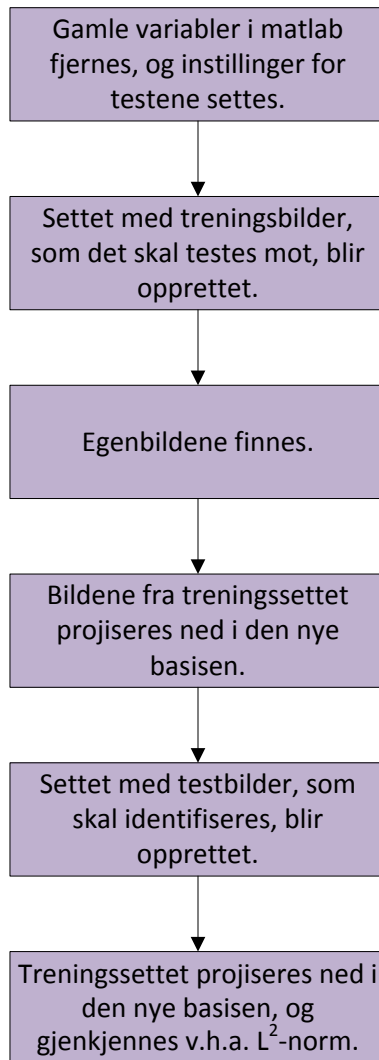 Gamle variabler i matlab
fjernes, og instillinger for
testene settes.
Settet med treningsbilder,
som det skal testes mot, blir
opprettet.
Egenbildene finnes.
Bildene fra treningssettet
projiseres ned i den nye
basisen.
Settet med testbilder, som
skal identifiseres, blir
opprettet.
Treningssettet projiseres ned i
den nye basisen, og
gjenkjennes v.h.a. L²-norm.